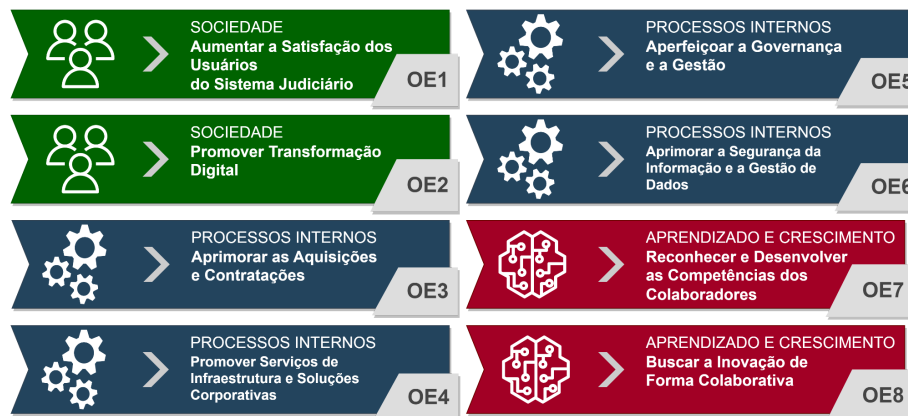 SOCIEDADE
Aumentar a Satisfação dos
Usuários
do Sistema Judiciário
OE1
SOCIEDADE
Promover Transformação
Digital
OE2
PROCESSOS INTERNOS
Aprimorar as Aquisições
e Contratações
OE3
PROCESSOS INTERNOS
Promover Serviços de
Infraestrutura e Soluções
Corporativas
OE4
PROCESSOS INTERNOS
Aperfeiçoar a Governança
e a Gestão
OE5
PROCESSOS INTERNOS
Aprimorar a Segurança da
Informação e a Gestão de
Dados
OE6
APRENDIZADO E CRESCIMENTO
Reconhecer e Desenvolver
as Competências dos
Colaboradores
OE7
APRENDIZADO E CRESCIMENTO
Buscar a Inovação de
Forma Colaborativa
OE8